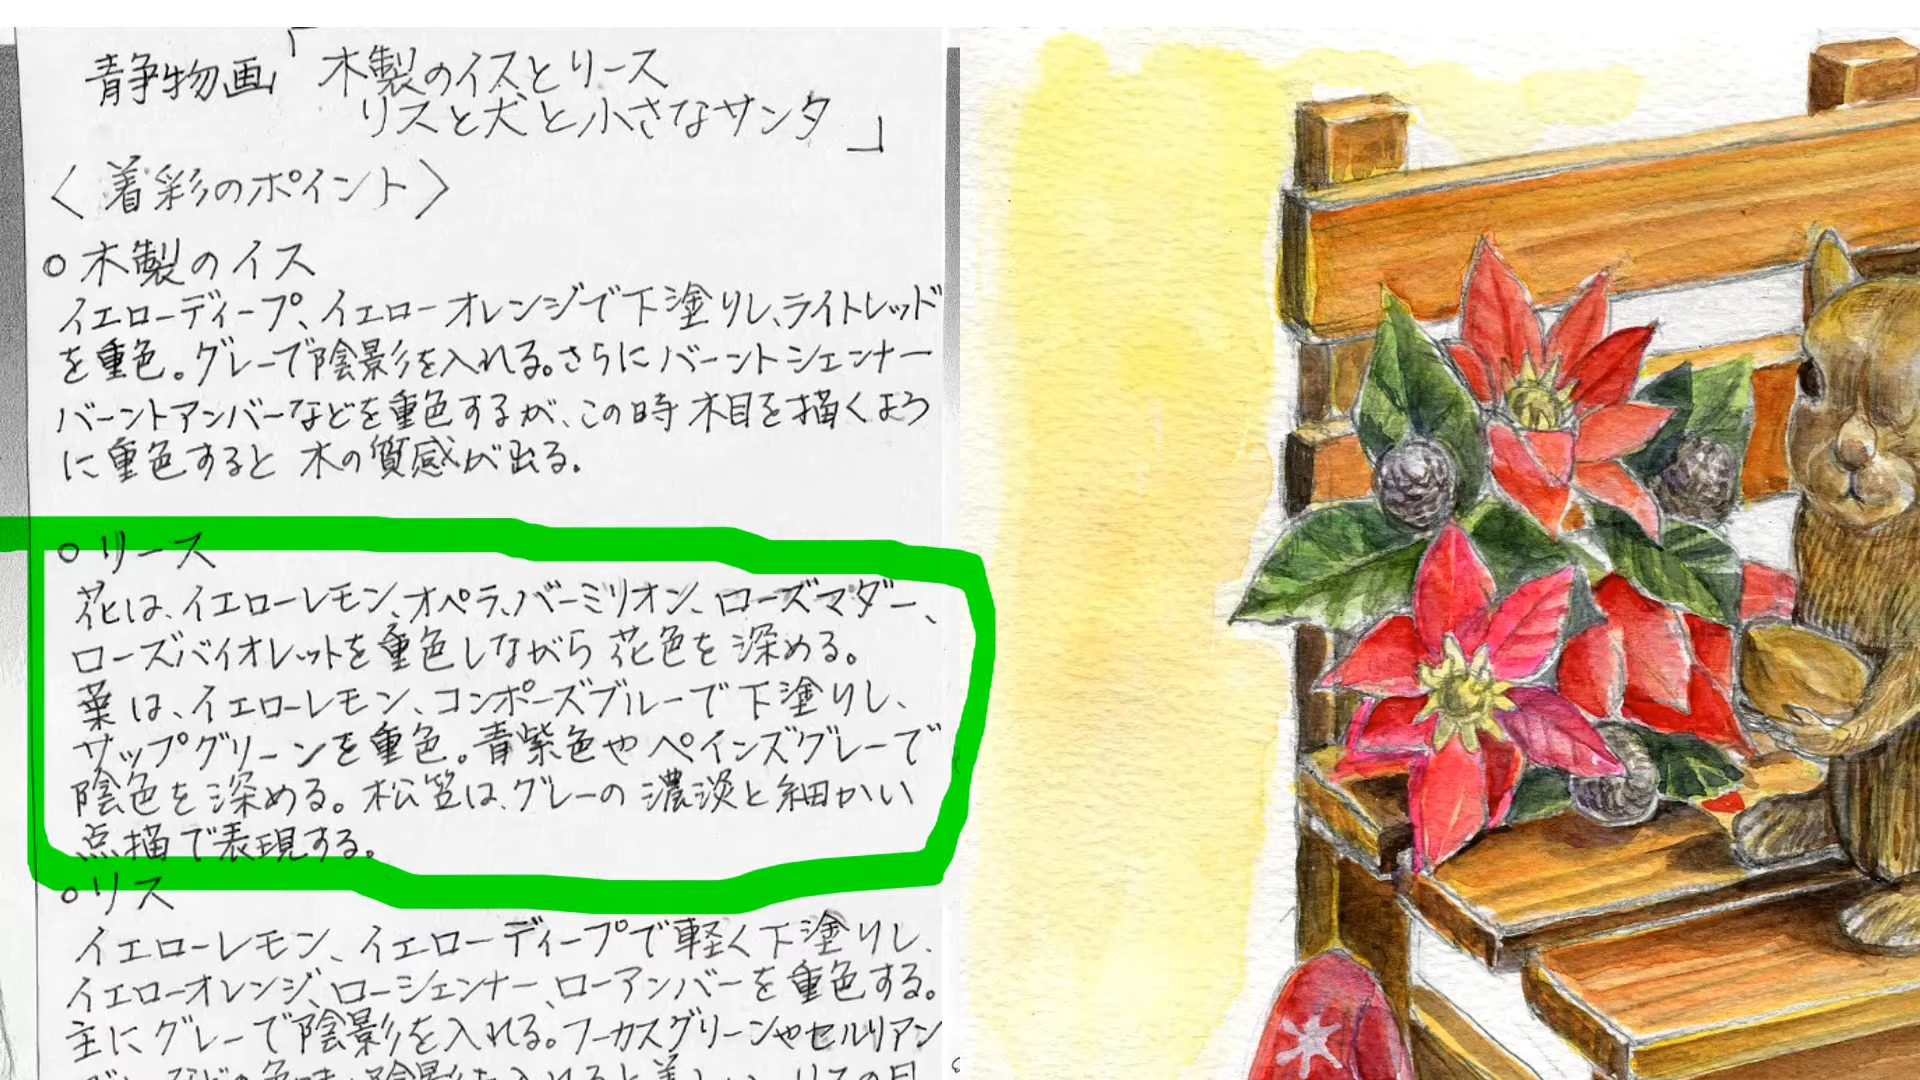 静物画「木製のイスとリース
リスと犬と小さなサンタ」
〈着彩のポイント〉
○木製のイス
イエローディープ、イエローオレンジで下塗りし、ライトレッド
を重色。グレーで陰影を入れる。さらにバーントシェンナー
バーントアンバーなどを重色するが、この時木目を描くよう
に重色すると木の質感が出る。
○リース
花は、イエローレモン、オペラ、バーミリオン、ローズマダー、
ローズバイオレットを重色しながら花色を深める。
葉は、イエローレモン、コンポーズブルーで下塗りし、
サップグリーンを重色。青紫色やペインズグレーで
陰色を深める。松笠は、グレーの濃淡と細かい
点描で表現する。
○リス
イエローレモン、イエローディープで軽く下塗りし、
イエローオレンジ、ローシェンナー、ローアンバーを重色する。
主にグレーで陰影を入れる。フーカスグリーンやセルリアン